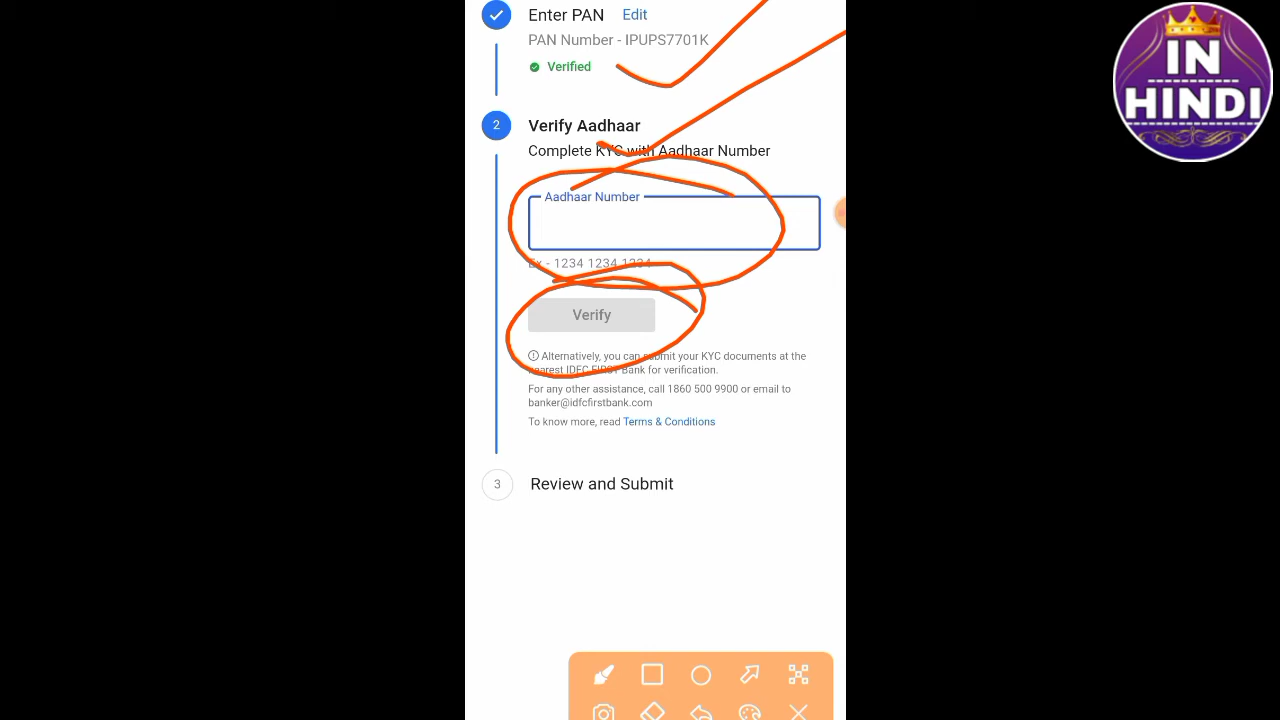 Enter PAN Edit
PAN Number - IPUPS7701K
Verified
2 Verify Aadhaar
Complete KYC with Aadhaar Number
Aadhaar Number
Ex - 1234 1234 1234
Verify
Alternatively, you can submit your KYC documents at the
nearest IDFC FIRST Bank for verification.
For any other assistance, call 1860 500 9900 or email to
banker@idfcfirstbank.com
To know more, read Terms & Conditions
3 Review and Submit
IN
HINDI